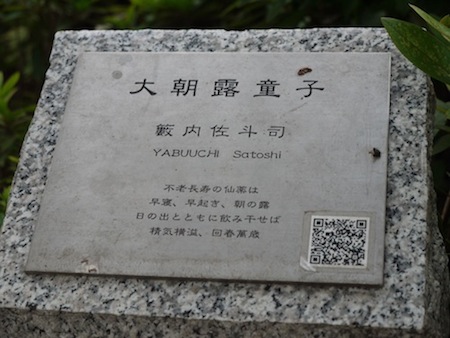 大朝露童子
籔内佐斗司
YABUUCHI Satoshi
不老長寿の仙薬は
早寝、早起き、朝の露
日の出とともに飲み干せば
精気横溢、回春萬歳